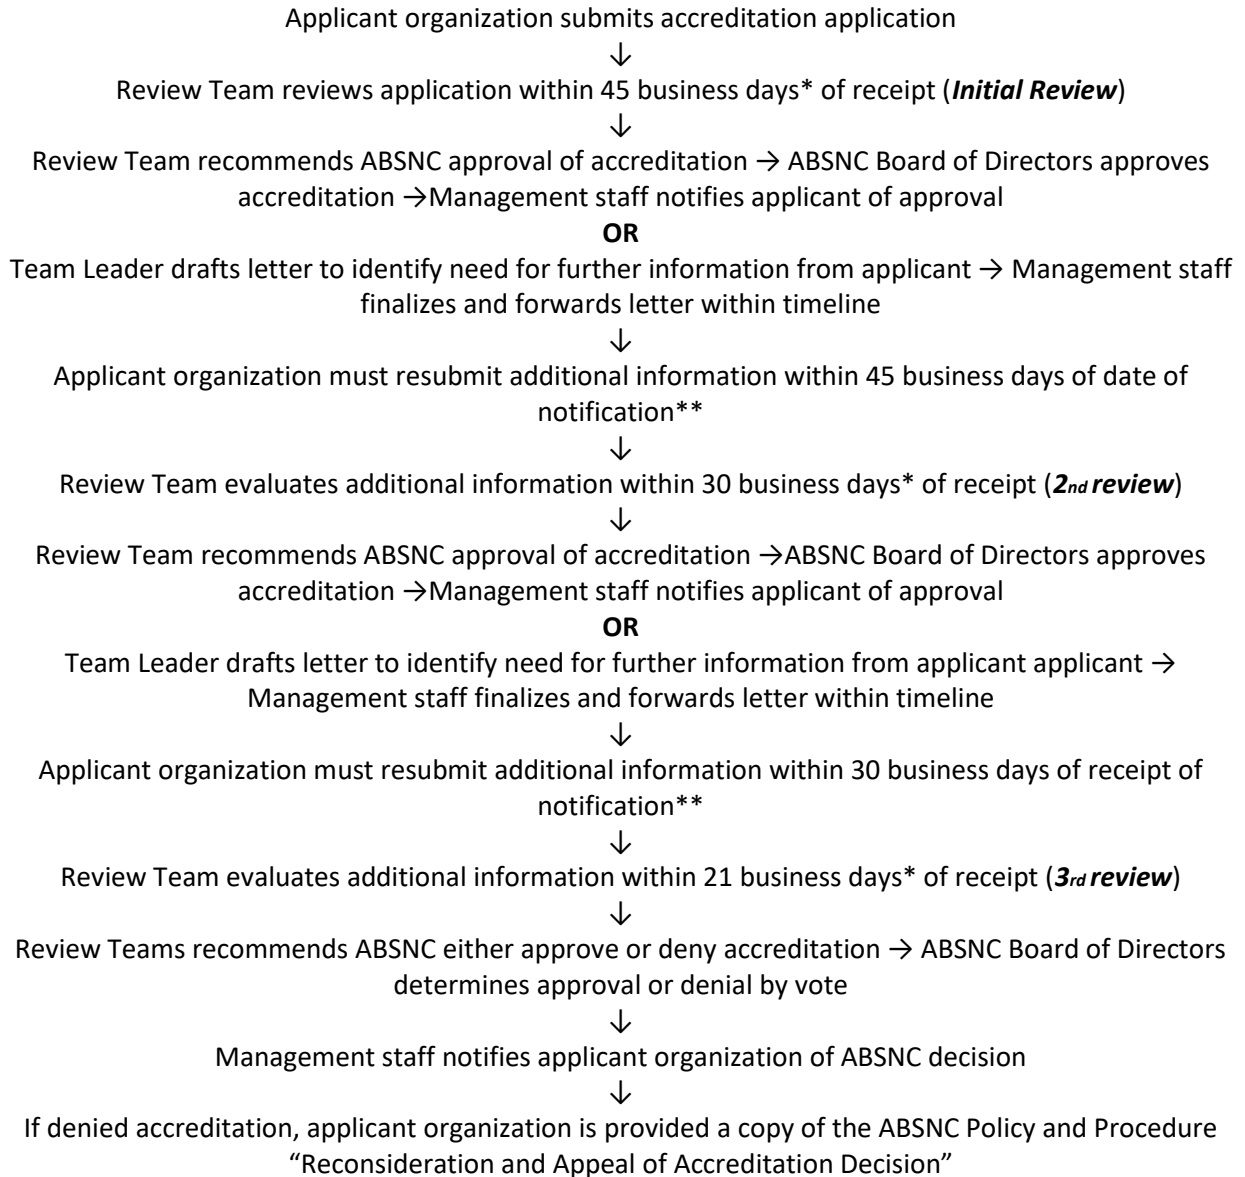 Applicant organization submits accreditation application
↓
Review Team reviews application within 45 business days* of receipt (Initial Review)
↓
Review Team recommends ABSNC approval of accreditation → ABSNC Board of Directors approves
accreditation →Management staff notifies applicant of approval
OR
Team Leader drafts letter to identify need for further information from applicant → Management staff
finalizes and forwards letter within timeline
↓
Applicant organization must resubmit additional information within 45 business days of date of
notification**
↓
Review Team evaluates additional information within 30 business days* of receipt (2nd review)
↓
Review Team recommends ABSNC approval of accreditation →ABSNC Board of Directors approves
accreditation →Management staff notifies applicant of approval
OR
Team Leader drafts letter to identify need for further information from applicant applicant →
Management staff finalizes and forwards letter within timeline
↓
Applicant organization must resubmit additional information within 30 business days of receipt of
notification**
↓
Review Team evaluates additional information within 21 business days* of receipt (3rd review)
↓
Review Teams recommends ABSNC either approve or deny accreditation → ABSNC Board of Directors
determines approval or denial by vote
↓
Management staff notifies applicant organization of ABSNC decision
↓
If denied accreditation, applicant organization is provided a copy of the ABSNC Policy and Procedure
“Reconsideration and Appeal of Accreditation Decision”